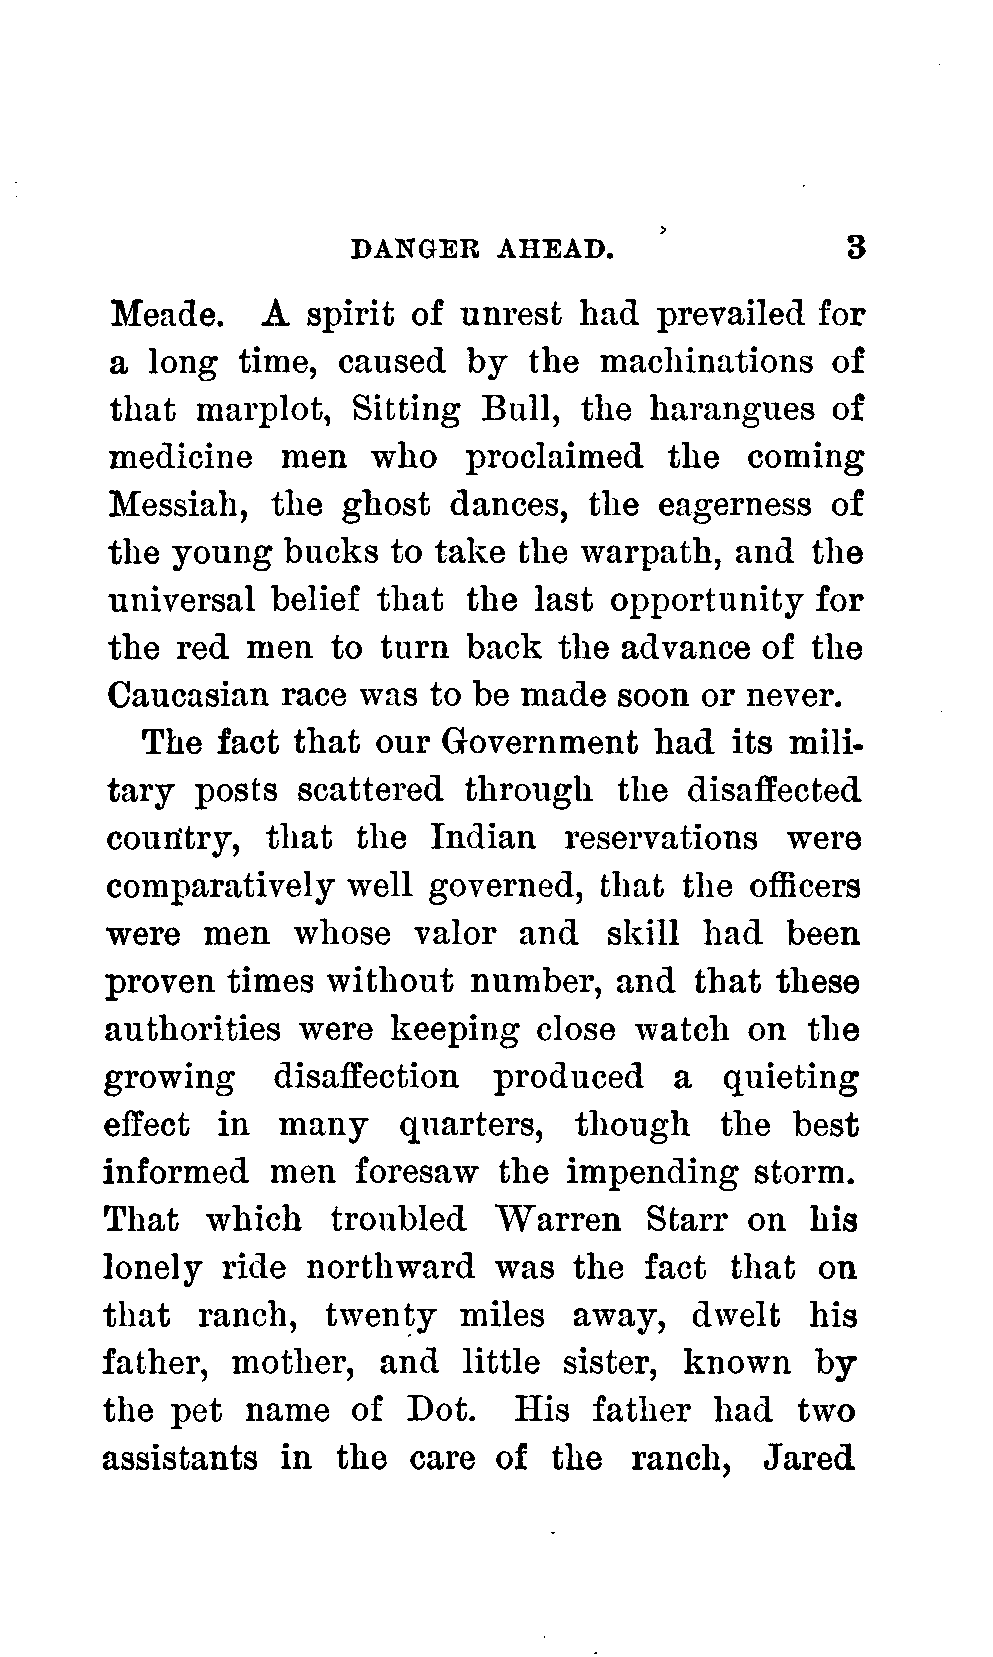 DANGER AHEAD. 3
Meade. A spirit of unrest had prevailed for
a long time, caused by the machinations of
that marplot, Sitting Bull, the harangues of
medicine men who proclaimed the coming
Messiah, the ghost dances, the eagerness of
the young bucks to take the warpath, and the
universal belief that the last opportunity for
the red men to turn back the advance of the
Caucasian race was to be made soon or never.
The fact that our Government had its mili-
tary posts scattered through the disaffected
country, that the Indian reservations were
comparatively well governed, that the officers
were men whose valor and skill had been
proven times without number, and that these
authorities were keeping close watch on the
growing disaffection produced a quieting
effect in many quarters, though the best
informed men foresaw the impending storm.
That which troubled Warren Starr on his
lonely ride northward was the fact that on
that ranch, twenty miles away, dwelt his
father, mother, and little sister, known by
the pet name of Dot. His father had two
assistants in the care of the ranch, Jared